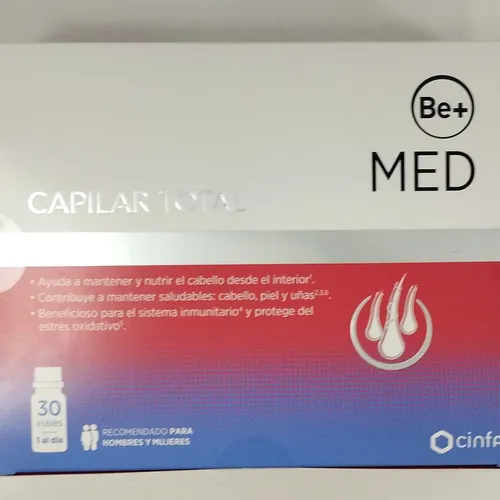 Be+
MED
CAPILAR TOTAL
• Ayuda a mantener y nutrir el cabello desde el interior¹.
• Contribuye a mantener saludables: cabello, piel y uñas²,³,⁶.
• Beneficioso para el sistema inmunitario⁴ y protege del
estrés oxidativo⁵.
30
viales
1 al día
RECOMENDADO PARA
HOMBRES Y MUJERES
cinfa